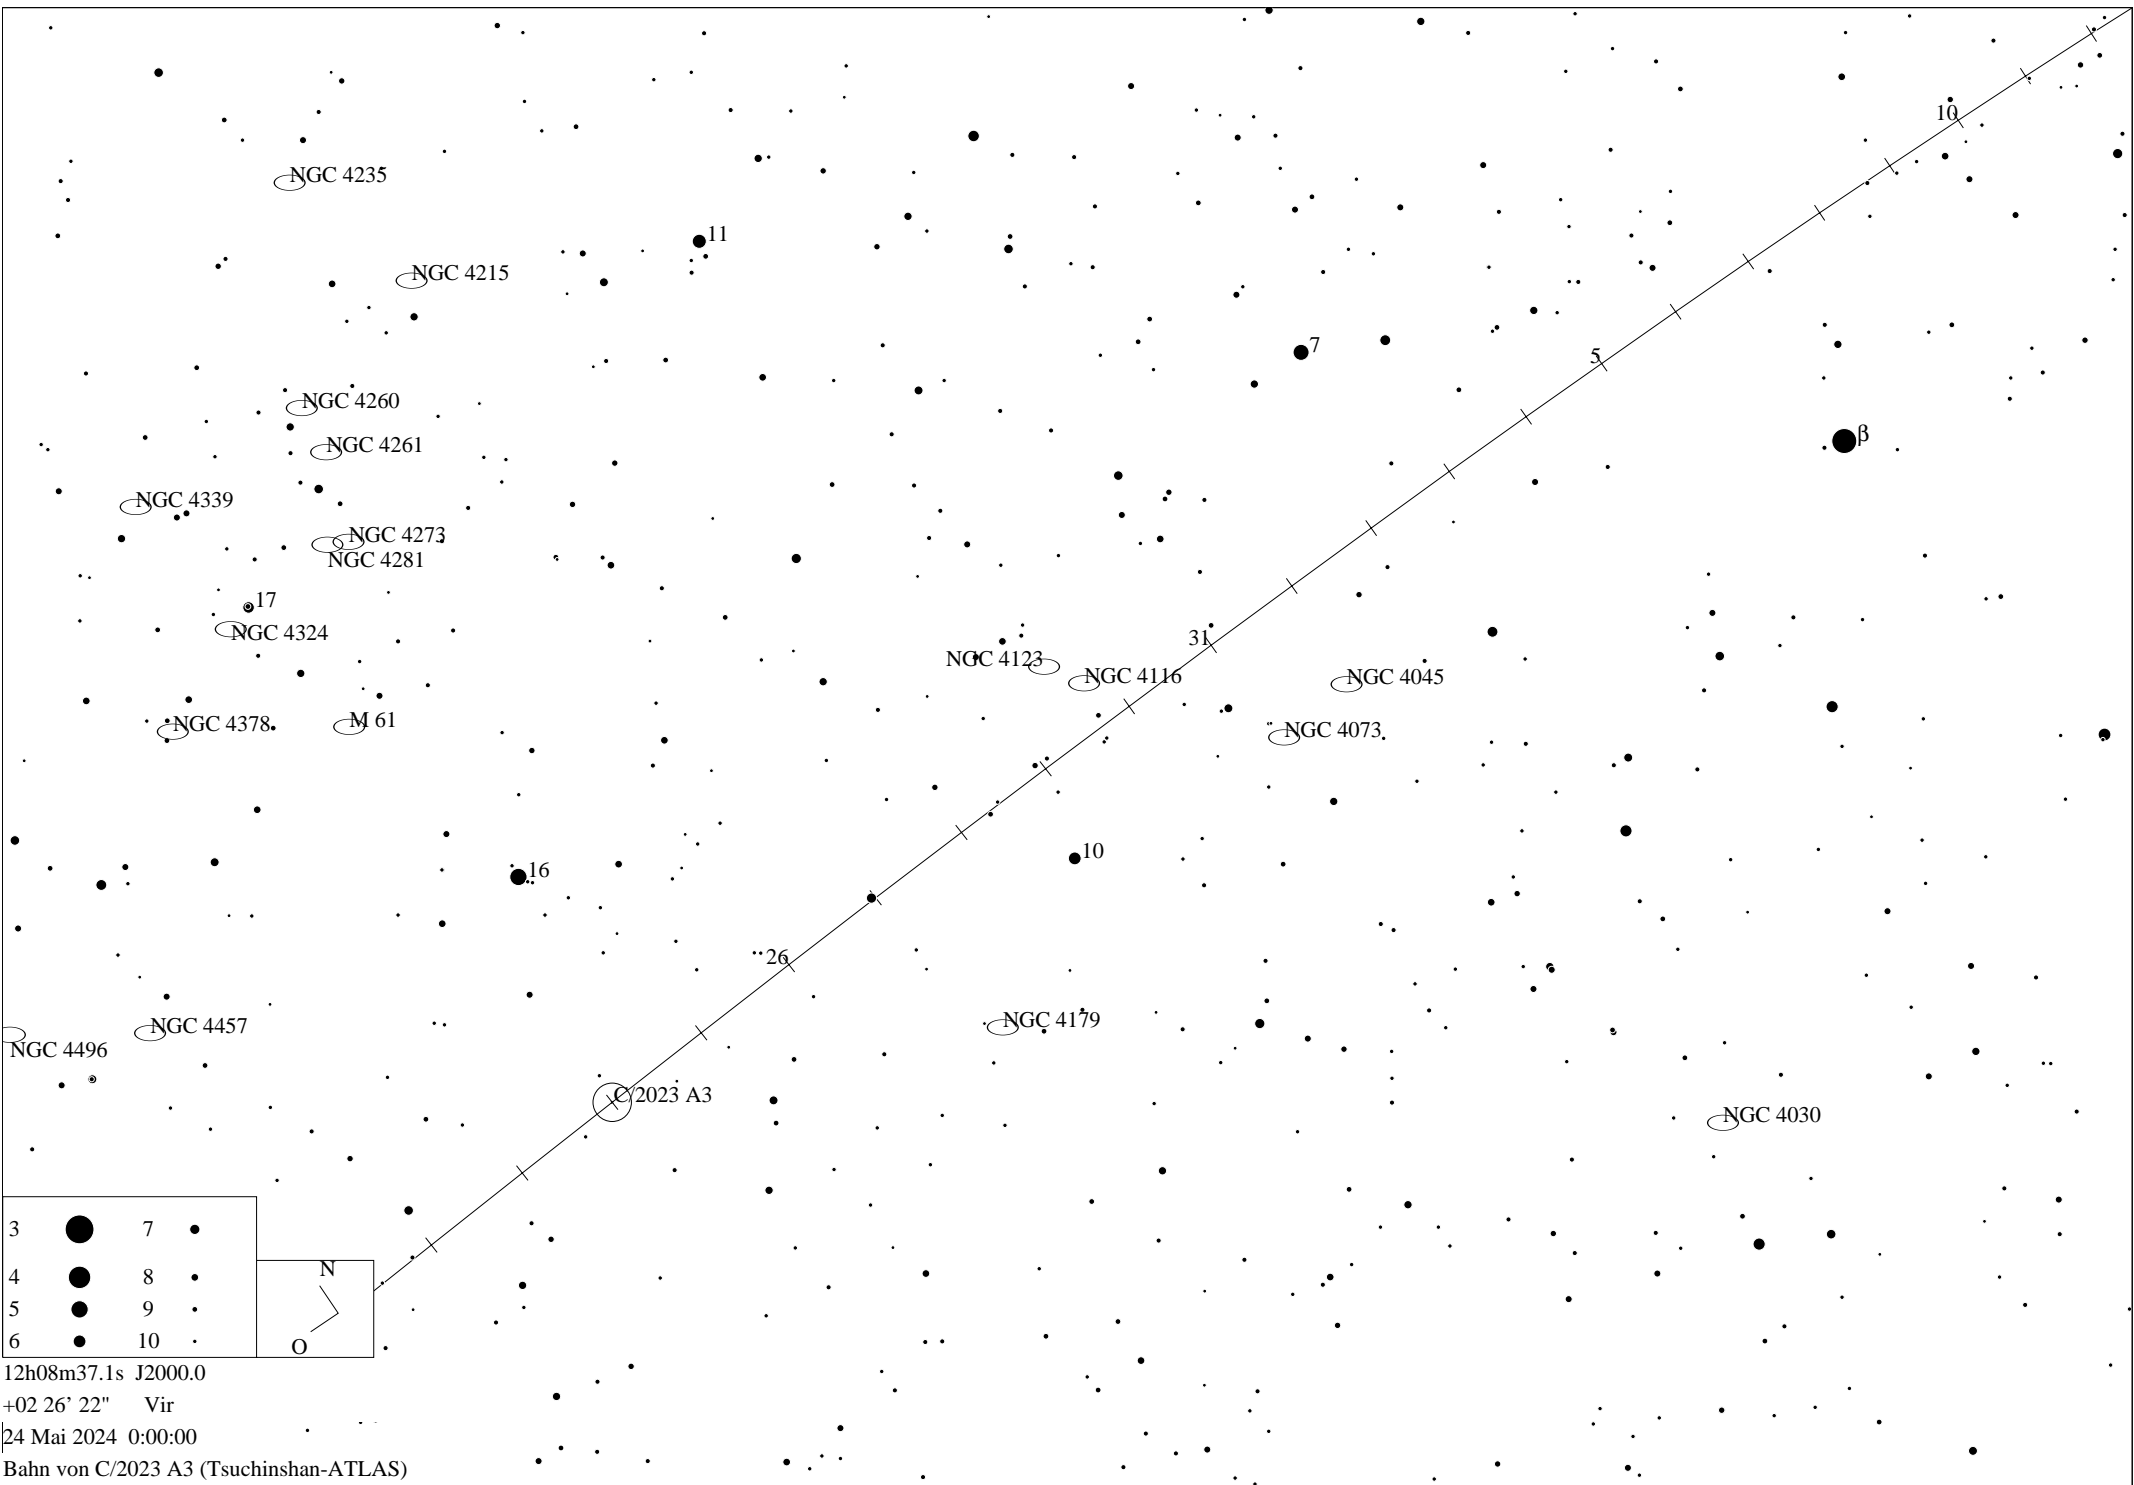 10
NGC 4235
11
NGC 4215
7
5
NGC 4260
β
NGC 4261
NGC 4339
NGC 4273
NGC 4281
17
NGC 4324
31
NGC 4123
NGC 4116
NGC 4045
NGC 4378
M 61
NGC 4073
10
16
26
NGC 4179
NGC 4457
NGC 4496
C/2023 A3
NGC 4030
3 7
4 8
5 9
6 10
N
O
12h08m37.1s J2000.0
+02 26' 22" Vir
24 Mai 2024 0:00:00
Bahn von C/2023 A3 (Tsuchinshan-ATLAS)